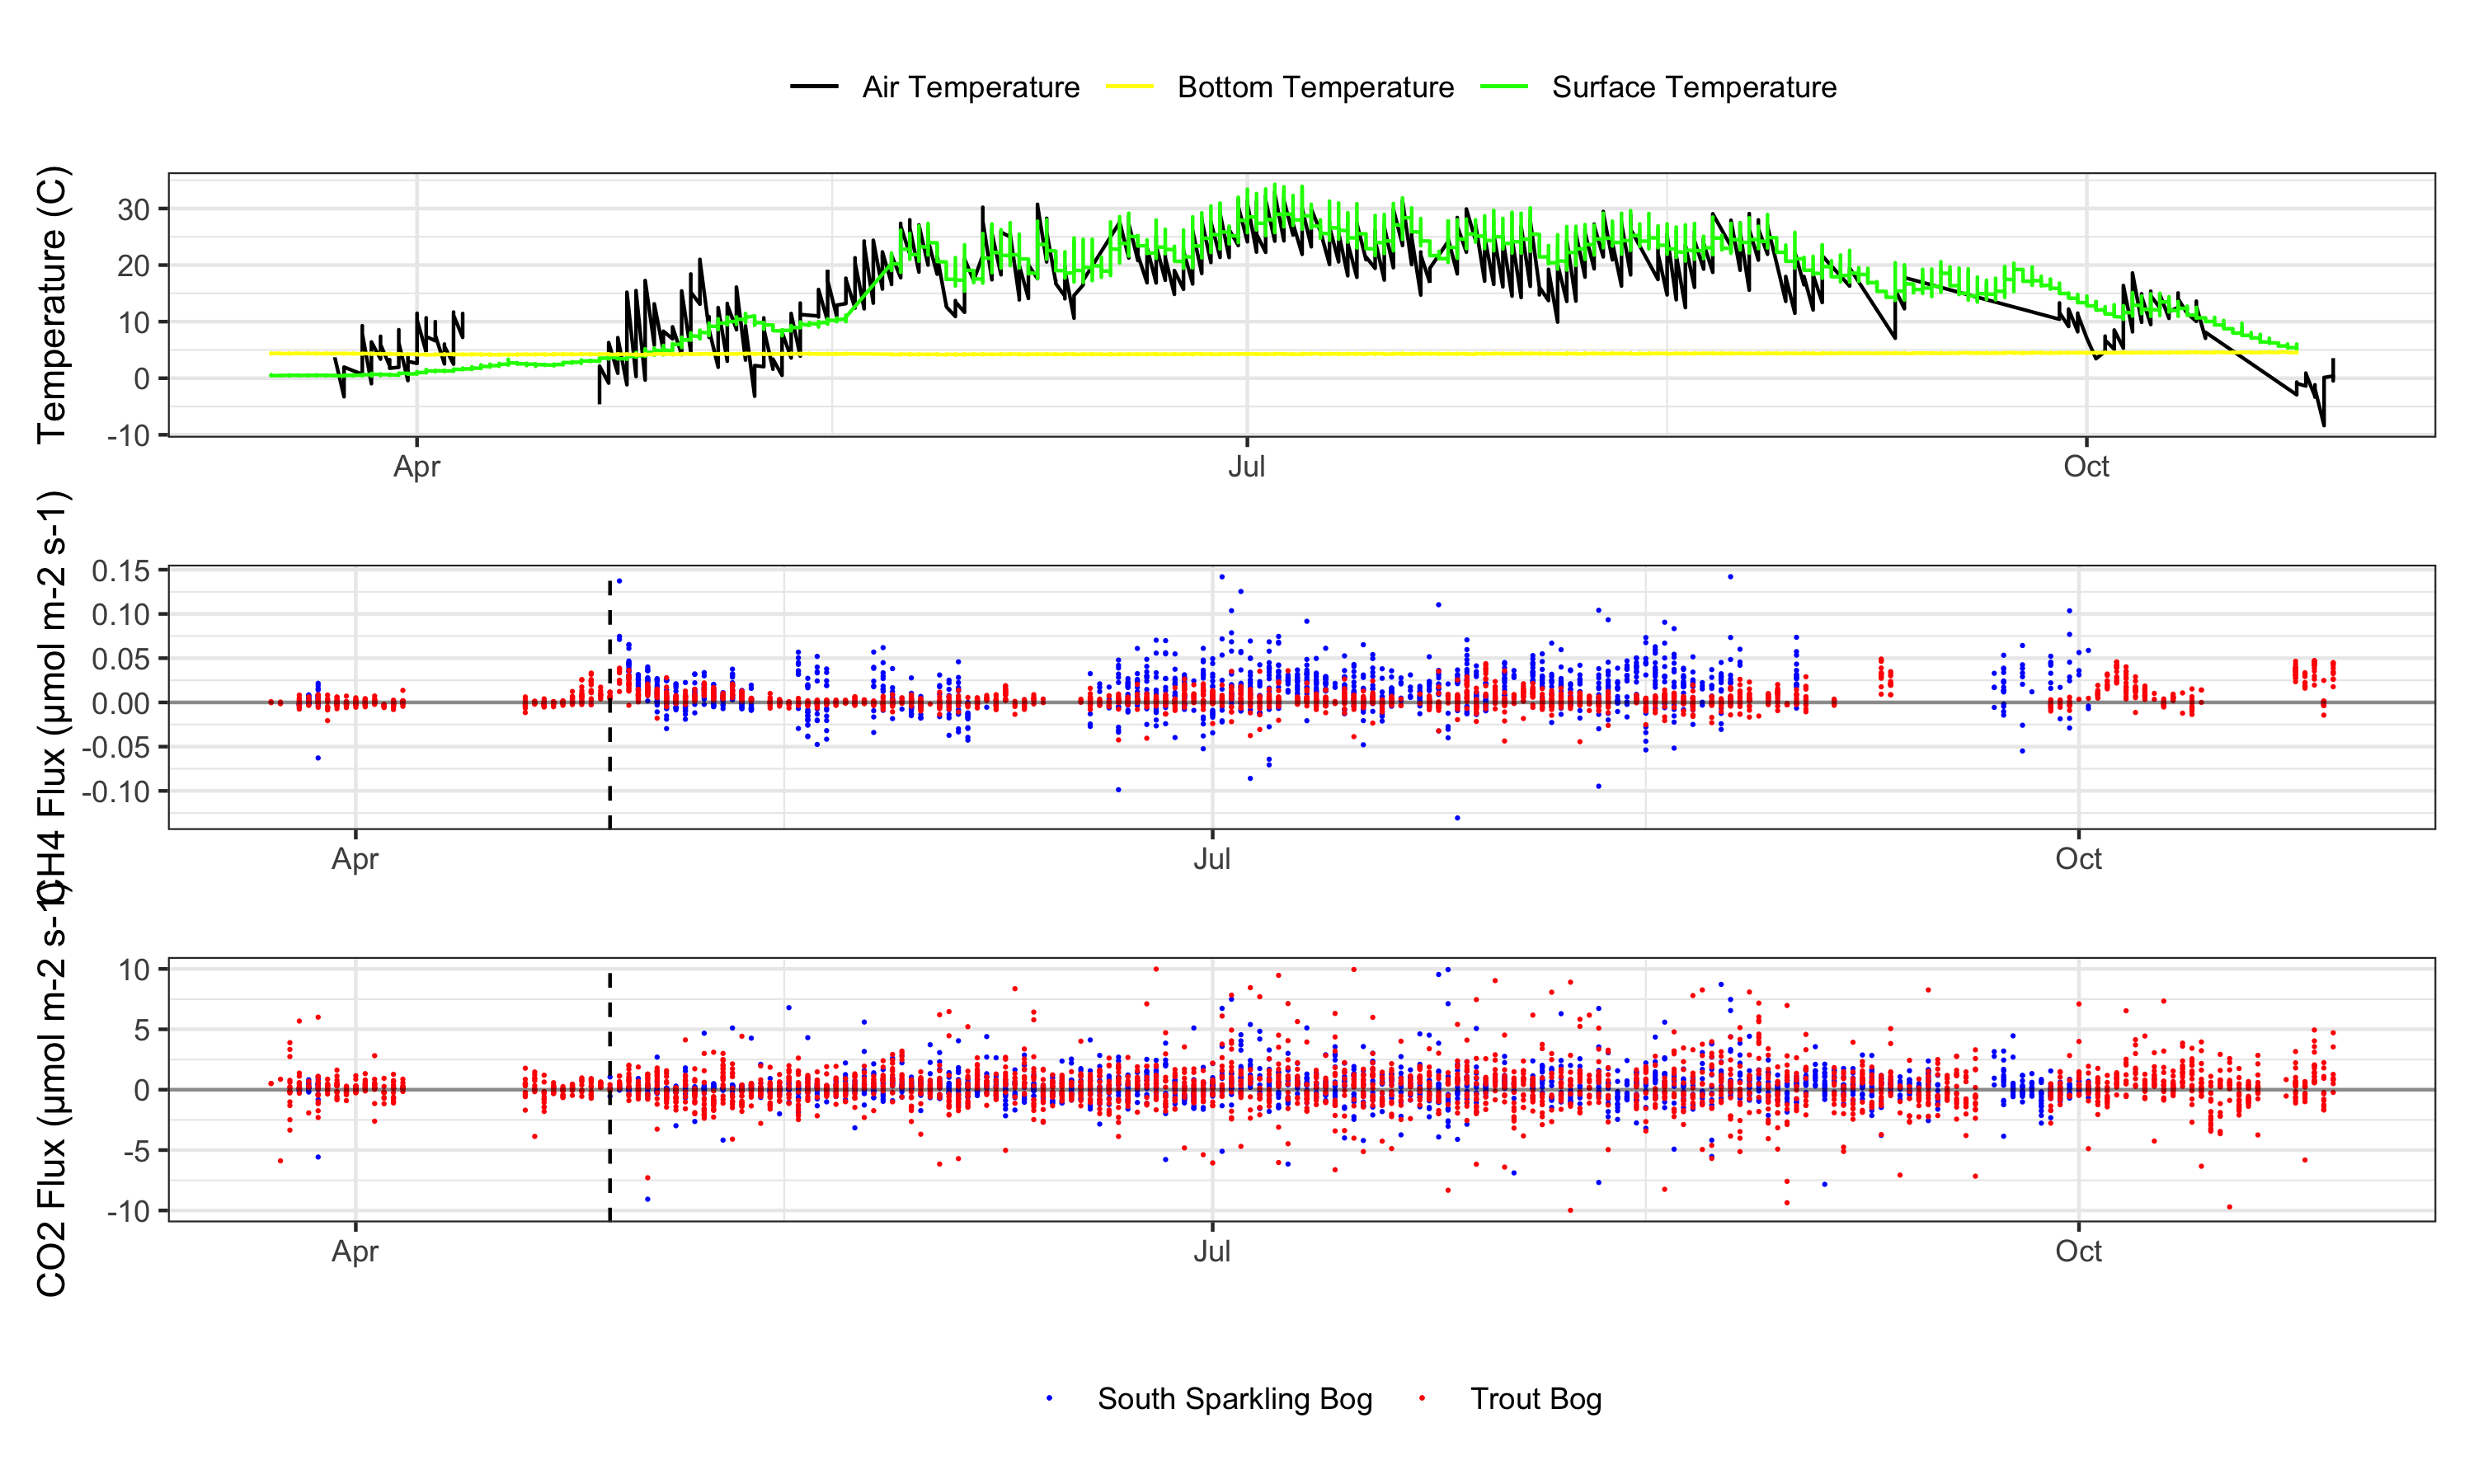 Air Temperature Bottom Temperature Surface Temperature
Temperature (C)
30
20
10
0
-10
Apr Jul Oct
CH4 Flux (μmol m-2 s-1)
0.15
0.10
0.05
0.00
-0.05
-0.10
Apr Jul Oct
CO2 Flux (μmol m-2 s-1)
10
5
0
-5
-10
Apr Jul Oct
South Sparkling Bog Trout Bog